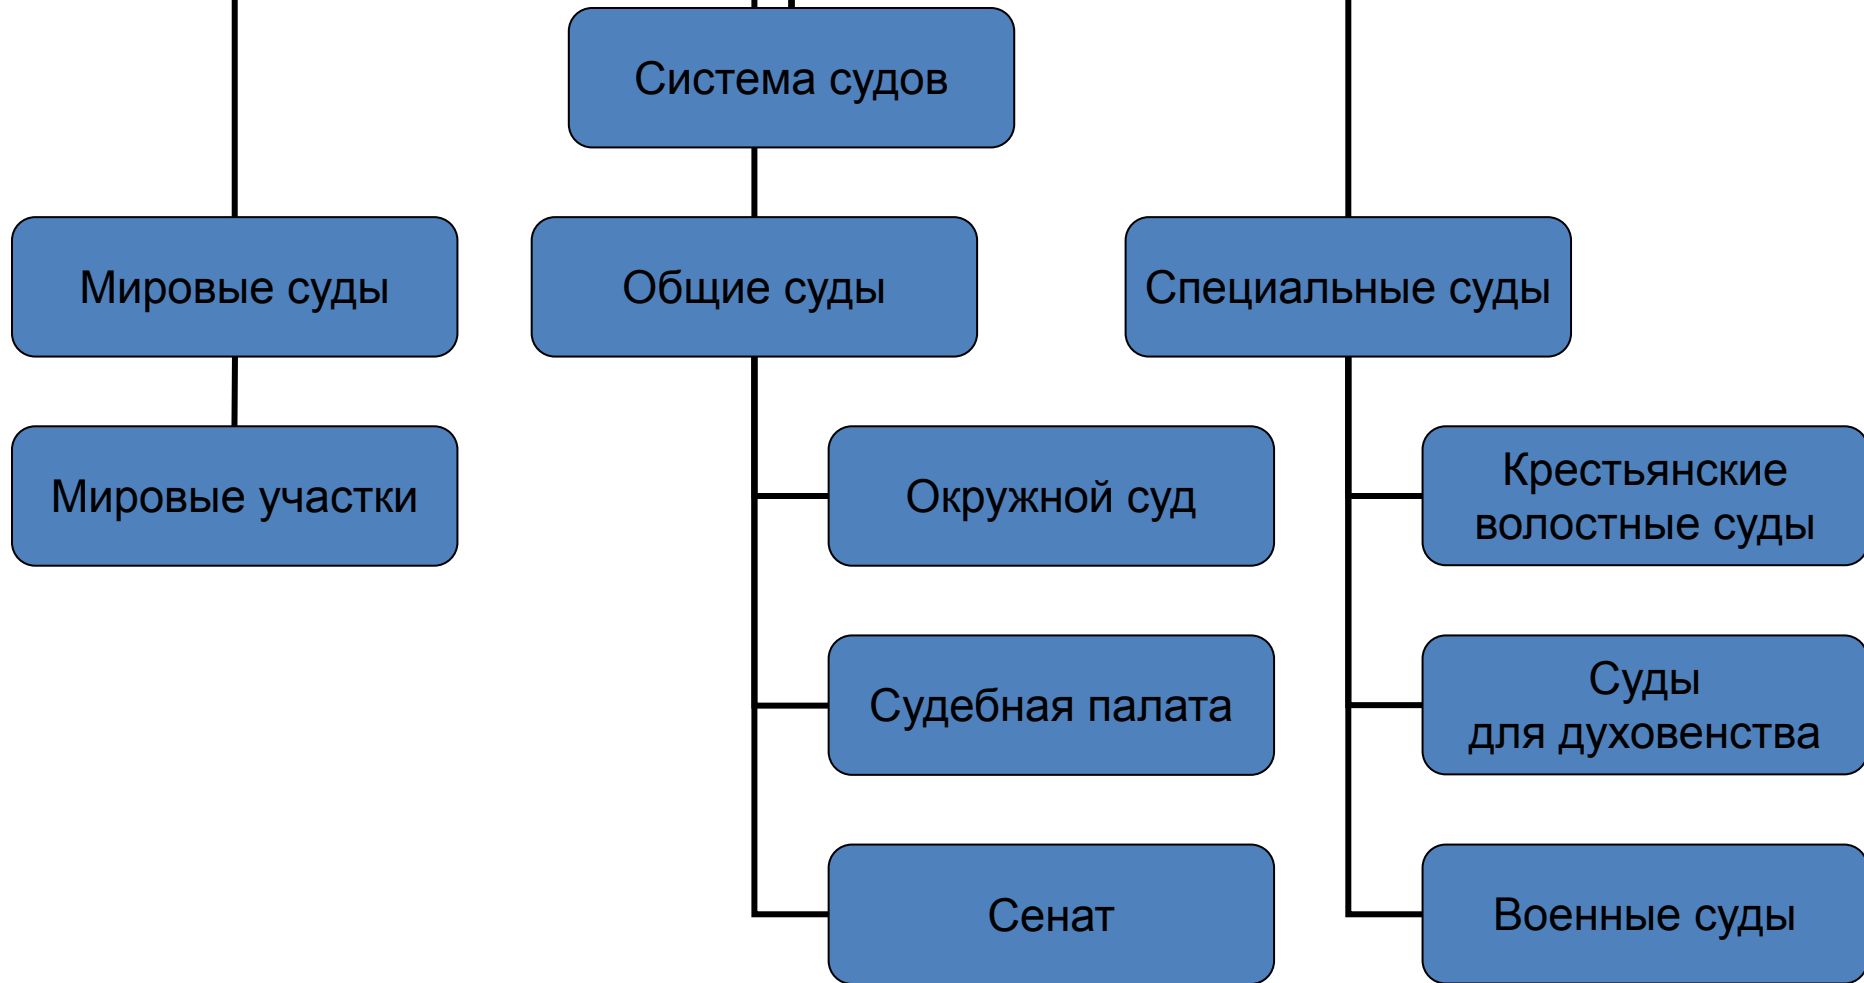 Система судов
Мировые суды
Общие суды
Специальные суды
Мировые участки
Окружной суд
Крестьянские
волостные суды
Судебная палата
Суды
для духовенства
Сенат
Военные суды